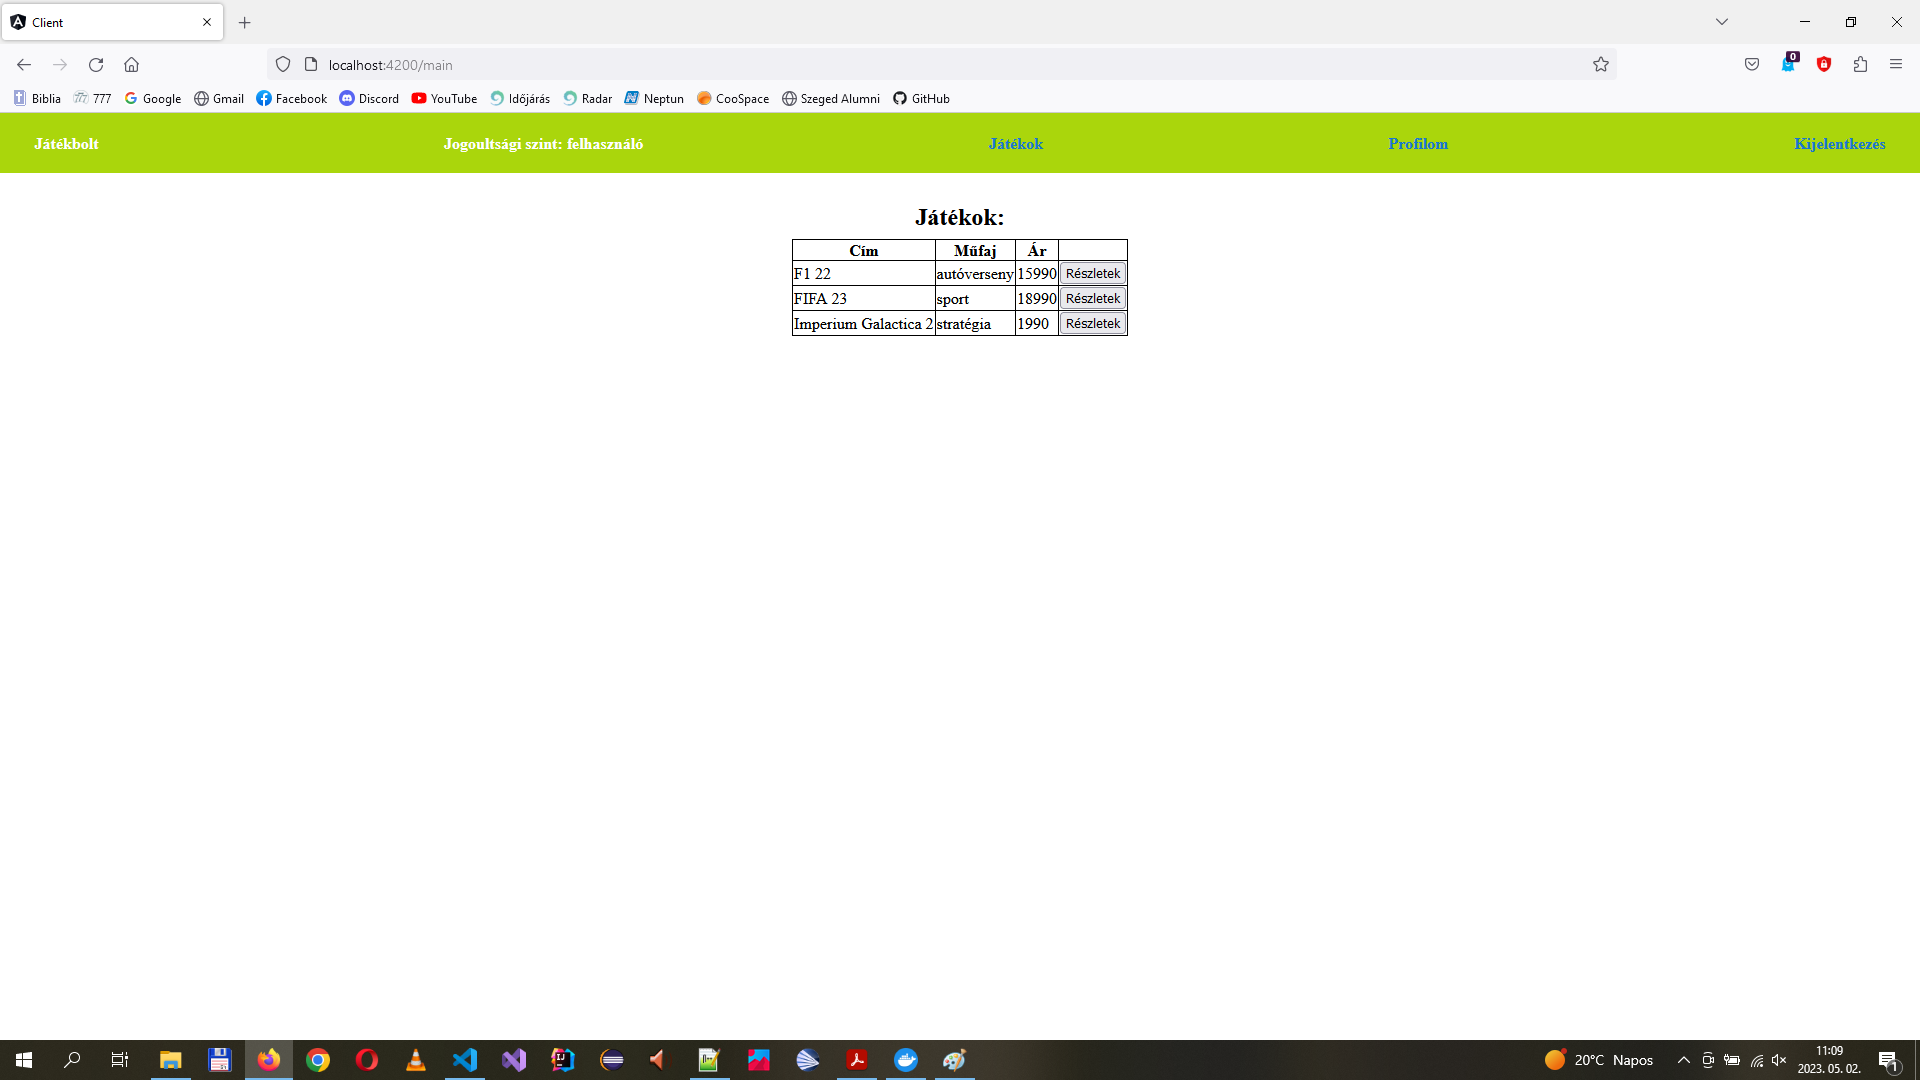 Client
localhost:4200/main
0
Biblia 777 Google Gmail Facebook Discord YouTube Időjárás Radar Neptun CooSpace Szeged Alumni GitHub
Játékbolt Jogoultsági szint: felhasználó Játékok Profilom Kijelentkezés
Játékok:
Cím Műfaj Ár
F1 22 autóverseny 15990 Részletek
FIFA 23 sport 18990 Részletek
Imperium Galactica 2 stratégia 1990 Részletek
20°C Napos
11:09
2023. 05. 02.
1